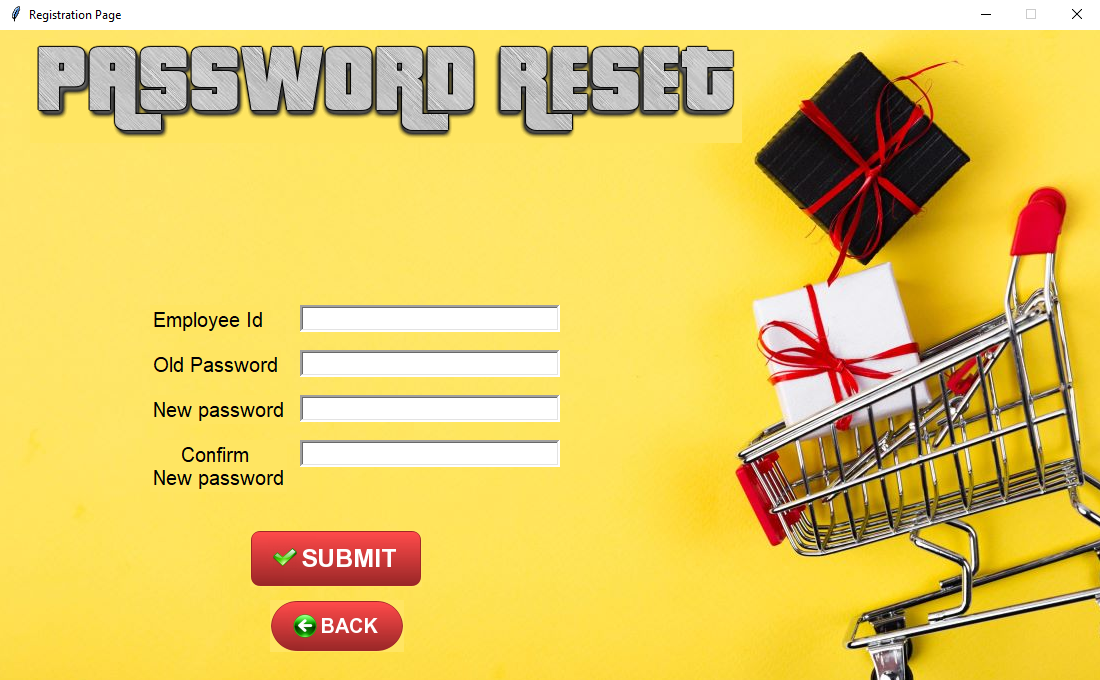 Registration Page
PASSWORD RESET
Employee Id
Old Password
New password
Confirm
New password
SUBMIT
BACK